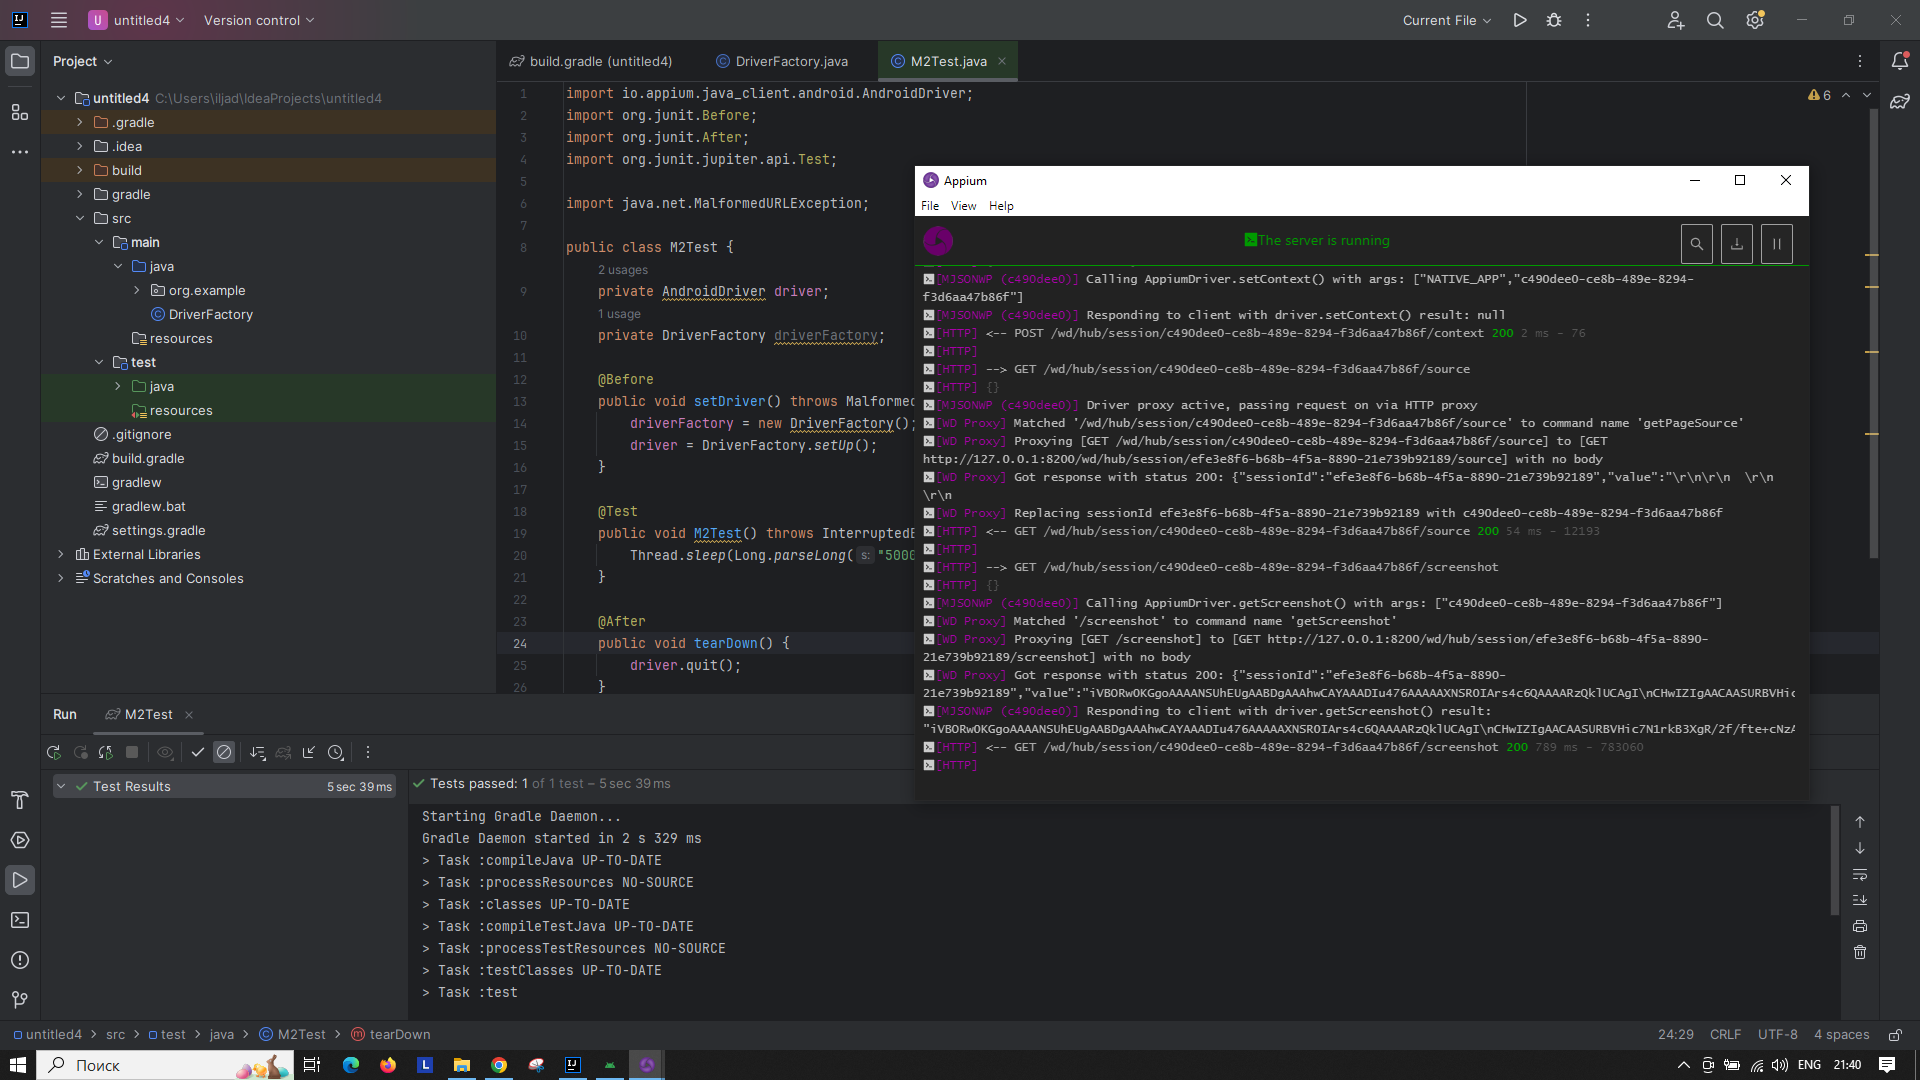 U untitled4 Version control Current File
Project
untitled4 C:\Users\iljad\IdeaProjects\untitled4
.gradle
.idea
build
gradle
src
main
java
org.example
DriverFactory
resources
test
java
resources
.gitignore
build.gradle
gradlew
gradlew.bat
settings.gradle
External Libraries
Scratches and Consoles
build.gradle (untitled4) DriverFactory.java M2Test.java
6
1 import io.appium.java_client.android.AndroidDriver;
2 import org.junit.Before;
3 import org.junit.After;
4 import org.junit.jupiter.api.Test;
5
6 import java.net.MalformedURLException;
7
8 public class M2Test {
2 usages
9 private AndroidDriver driver;
1 usage
10 private DriverFactory driverFactory;
11
12 @Before
13 public void setDriver() throws Malformed
14 driverFactory = new DriverFactory();
15 driver = DriverFactory.setUp();
16 }
17
18 @Test
19 public void M2Test() throws Interrupted
20 Thread.sleep(Long.parseLong( s: "5000
21 }
22
23 @After
24 public void tearDown() {
25 driver.quit();
26 }
Appium
File View Help
The server is running
[MJSONWP (c490dee0)] Calling AppiumDriver.setContext() with args: ["NATIVE_APP","c490dee0-ce8b-489e-8294-
f3d6aa47b86f"]
[MJSONWP (c490dee0)] Responding to client with driver.setContext() result: null
[HTTP] <-- POST /wd/hub/session/c490dee0-ce8b-489e-8294-f3d6aa47b86f/context 200 2 ms - 76
[HTTP]
[HTTP] --> GET /wd/hub/session/c490dee0-ce8b-489e-8294-f3d6aa47b86f/source
[HTTP] {}
[MJSONWP (c490dee0)] Driver proxy active, passing request on via HTTP proxy
[WD Proxy] Matched '/wd/hub/session/c490dee0-ce8b-489e-8294-f3d6aa47b86f/source' to command name 'getPageSource'
[WD Proxy] Proxying [GET /wd/hub/session/c490dee0-ce8b-489e-8294-f3d6aa47b86f/source] to [GET
http://127.0.0.1:8200/wd/hub/session/efe3e8f6-b68b-4f5a-8890-21e739b92189/source] with no body
[WD Proxy] Got response with status 200: {"sessionId":"efe3e8f6-b68b-4f5a-8890-21e739b92189","value":"\r\n\r\n \r\n
\r\n
[WD Proxy] Replacing sessionId efe3e8f6-b68b-4f5a-8890-21e739b92189 with c490dee0-ce8b-489e-8294-f3d6aa47b86f
[HTTP] <-- GET /wd/hub/session/c490dee0-ce8b-489e-8294-f3d6aa47b86f/source 200 54 ms - 12193
[HTTP]
[HTTP] --> GET /wd/hub/session/c490dee0-ce8b-489e-8294-f3d6aa47b86f/screenshot
[HTTP] {}
[MJSONWP (c490dee0)] Calling AppiumDriver.getScreenshot() with args: ["c490dee0-ce8b-489e-8294-f3d6aa47b86f"]
[WD Proxy] Matched '/screenshot' to command name 'getScreenshot'
[WD Proxy] Proxying [GET /screenshot] to [GET http://127.0.0.1:8200/wd/hub/session/efe3e8f6-b68b-4f5a-8890-
21e739b92189/screenshot] with no body
[WD Proxy] Got response with status 200: {"sessionId":"efe3e8f6-b68b-4f5a-8890-
21e739b92189","value":"iVBORw0KGgoAAAANSUhEUgAABDgAAAhwCAYAAADIu476AAAAAXNSR0IArs4c6QAAAARzQklUCAgI\nCHwIZIgAACAASURBVHic
[MJSONWP (c490dee0)] Responding to client with driver.getScreenshot() result:
"iVBORw0KGgoAAAANSUhEUgAABDgAAAhwCAYAAADIu476AAAAAXNSR0IArs4c6QAAAARzQklUCAgI\nCHwIZIgAACAASURBVHic7N1rkB3XgR/2f/fte+cNzA
[HTTP] <-- GET /wd/hub/session/c490dee0-ce8b-489e-8294-f3d6aa47b86f/screenshot 200 789 ms - 783060
[HTTP]
Run M2Test
Test Results 5 sec 39 ms
Tests passed: 1 of 1 test – 5 sec 39 ms
Starting Gradle Daemon...
Gradle Daemon started in 2 s 329 ms
> Task :compileJava UP-TO-DATE
> Task :processResources NO-SOURCE
> Task :classes UP-TO-DATE
> Task :compileTestJava UP-TO-DATE
> Task :processTestResources NO-SOURCE
> Task :testClasses UP-TO-DATE
> Task :test
untitled4 > src > test > java > M2Test > tearDown 24:29 CRLF UTF-8 4 spaces
Поиск ENG 21:40